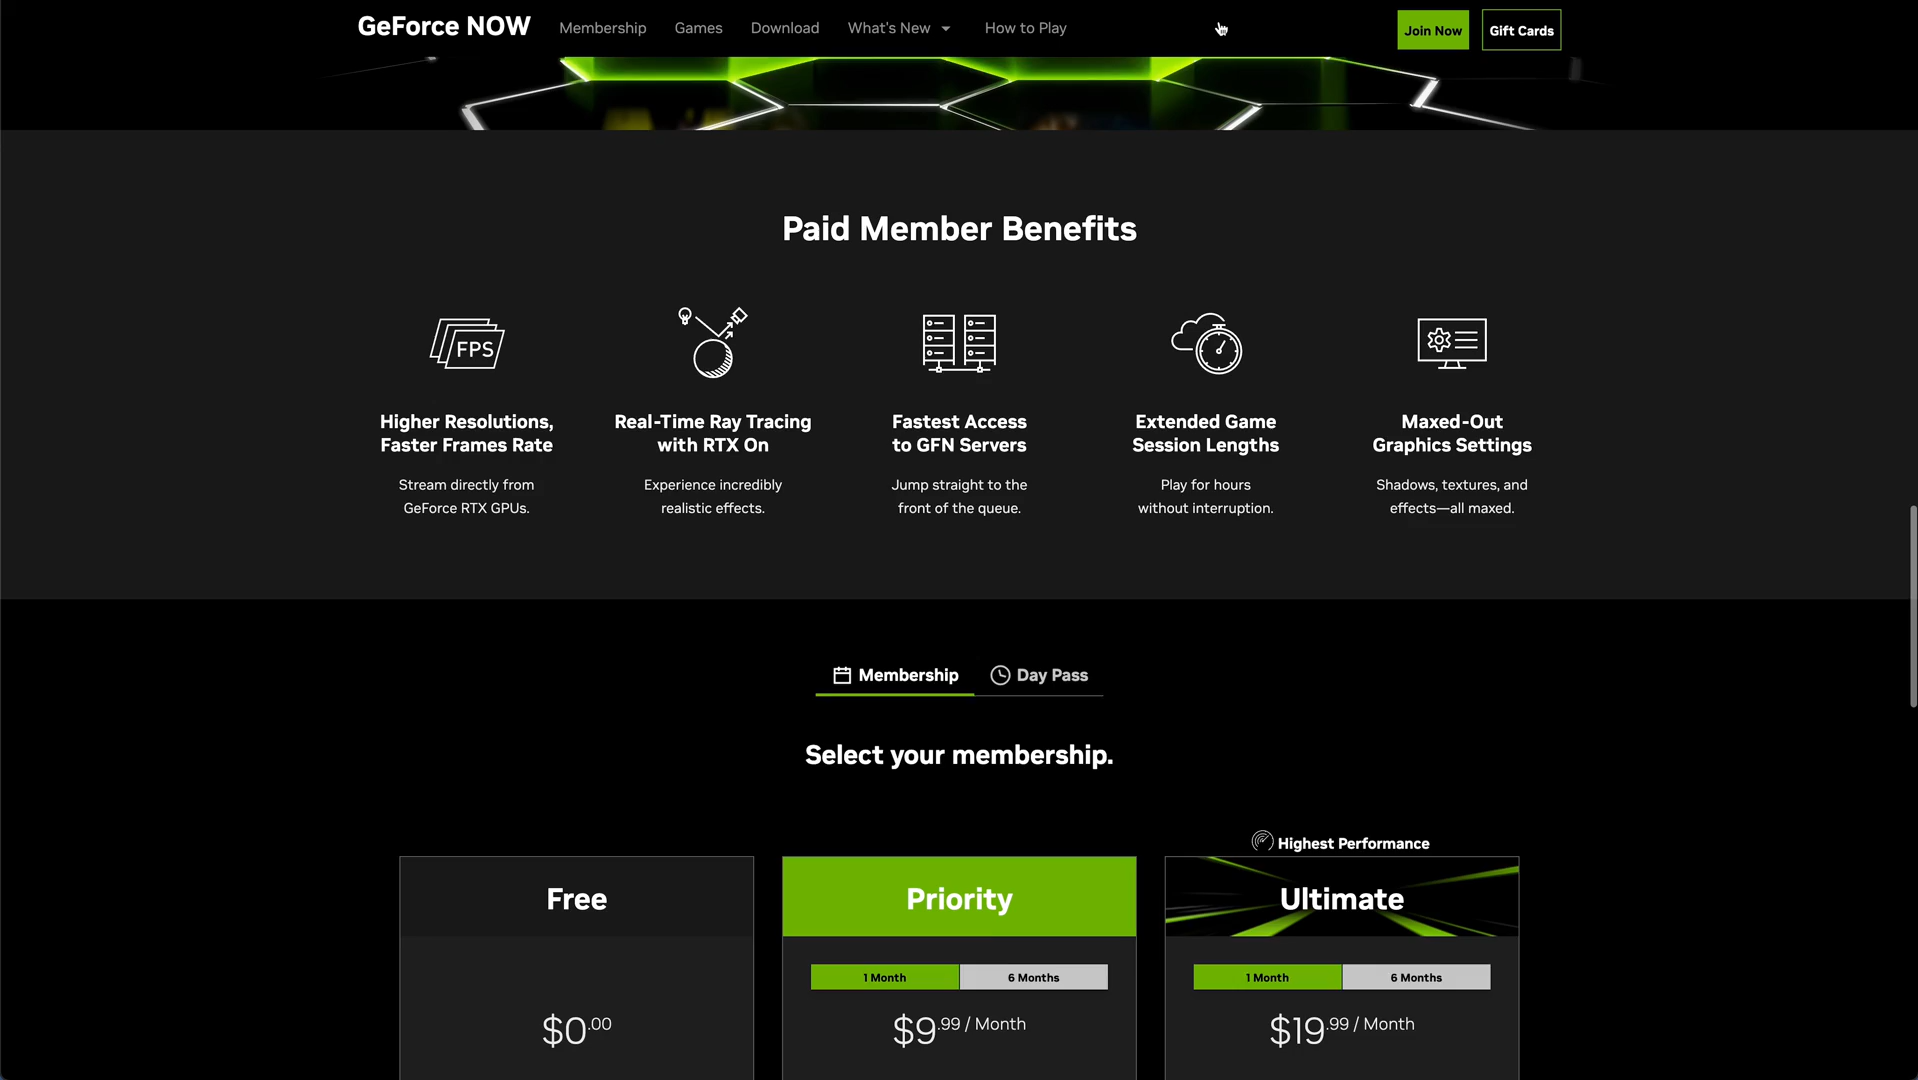 GeForce NOW Membership Games Download What's New How to Play Join Now Gift Cards
Paid Member Benefits
FPS
Higher Resolutions,
Faster Frames Rate
Stream directly from
GeForce RTX GPUs.
Real-Time Ray Tracing
with RTX On
Experience incredibly
realistic effects.
Fastest Access
to GFN Servers
Jump straight to the
front of the queue.
Extended Game
Session Lengths
Play for hours
without interruption.
Maxed-Out
Graphics Settings
Shadows, textures, and
effects—all maxed.
Membership Day Pass
Select your membership.
Free
$0.00
Priority
1 Month 6 Months
$9.99 / Month
Highest Performance
Ultimate
1 Month 6 Months
$19.99 / Month